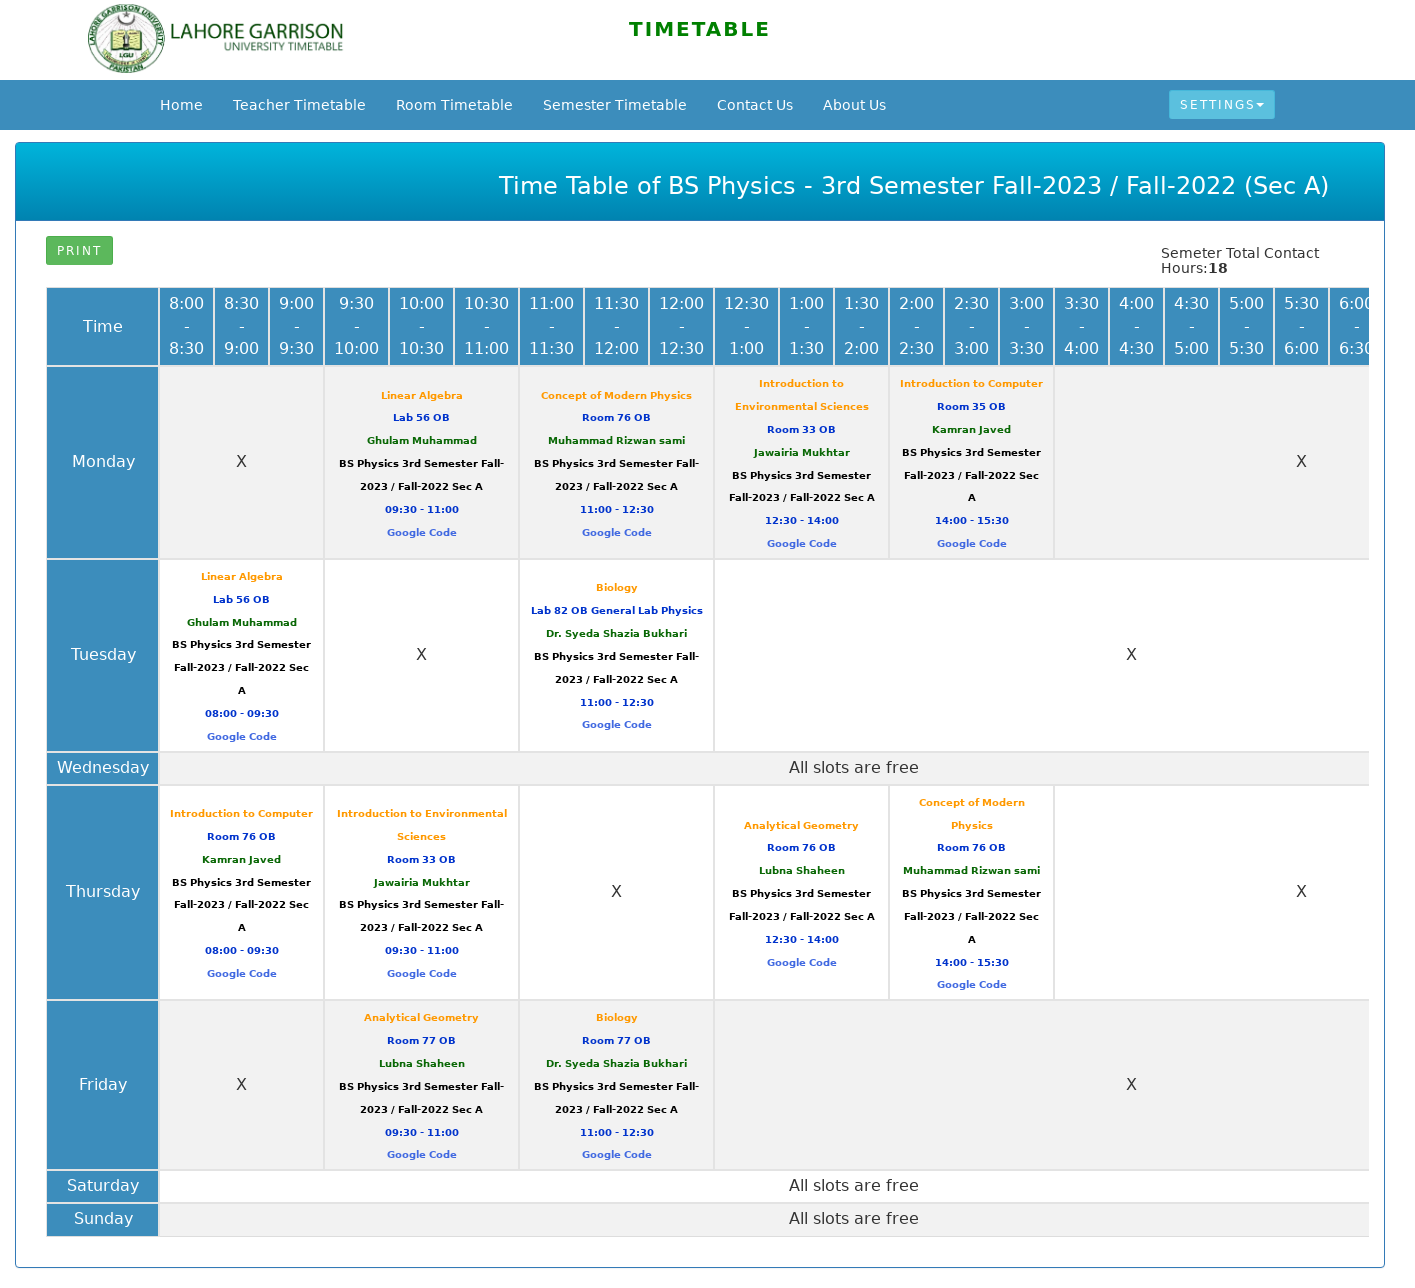 LAHORE GARRISON
UNIVERSITY TIMETABLE
TIMETABLE
Home Teacher Timetable Room Timetable Semester Timetable Contact Us About Us SETTINGS
Time Table of BS Physics - 3rd Semester Fall-2023 / Fall-2022 (Sec A)
PRINT
Semeter Total Contact
Hours:18
Time
8:00 - 8:30
8:30 - 9:00
9:00 - 9:30
9:30 - 10:00
10:00 - 10:30
10:30 - 11:00
11:00 - 11:30
11:30 - 12:00
12:00 - 12:30
12:30 - 1:00
1:00 - 1:30
1:30 - 2:00
2:00 - 2:30
2:30 - 3:00
3:00 - 3:30
3:30 - 4:00
4:00 - 4:30
4:30 - 5:00
5:00 - 5:30
5:30 - 6:00
6:00 - 6:30
Monday
X
Linear Algebra
Lab 56 OB
Ghulam Muhammad
BS Physics 3rd Semester Fall-
2023 / Fall-2022 Sec A
09:30 - 11:00
Google Code
Concept of Modern Physics
Room 76 OB
Muhammad Rizwan sami
BS Physics 3rd Semester Fall-
2023 / Fall-2022 Sec A
11:00 - 12:30
Google Code
Introduction to
Environmental Sciences
Room 33 OB
Jawairia Mukhtar
BS Physics 3rd Semester
Fall-2023 / Fall-2022 Sec A
12:30 - 14:00
Google Code
Introduction to Computer
Room 35 OB
Kamran Javed
BS Physics 3rd Semester
Fall-2023 / Fall-2022 Sec
A
14:00 - 15:30
Google Code
X
Tuesday
Linear Algebra
Lab 56 OB
Ghulam Muhammad
BS Physics 3rd Semester
Fall-2023 / Fall-2022 Sec
A
08:00 - 09:30
Google Code
X
Biology
Lab 82 OB General Lab Physics
Dr. Syeda Shazia Bukhari
BS Physics 3rd Semester Fall-
2023 / Fall-2022 Sec A
11:00 - 12:30
Google Code
X
Wednesday
All slots are free
Thursday
Introduction to Computer
Room 76 OB
Kamran Javed
BS Physics 3rd Semester
Fall-2023 / Fall-2022 Sec
A
08:00 - 09:30
Google Code
Introduction to Environmental
Sciences
Room 33 OB
Jawairia Mukhtar
BS Physics 3rd Semester Fall-
2023 / Fall-2022 Sec A
09:30 - 11:00
Google Code
X
Analytical Geometry
Room 76 OB
Lubna Shaheen
BS Physics 3rd Semester
Fall-2023 / Fall-2022 Sec A
12:30 - 14:00
Google Code
Concept of Modern
Physics
Room 76 OB
Muhammad Rizwan sami
BS Physics 3rd Semester
Fall-2023 / Fall-2022 Sec
A
14:00 - 15:30
Google Code
X
Friday
X
Analytical Geometry
Room 77 OB
Lubna Shaheen
BS Physics 3rd Semester Fall-
2023 / Fall-2022 Sec A
09:30 - 11:00
Google Code
Biology
Room 77 OB
Dr. Syeda Shazia Bukhari
BS Physics 3rd Semester Fall-
2023 / Fall-2022 Sec A
11:00 - 12:30
Google Code
X
Saturday
All slots are free
Sunday
All slots are free